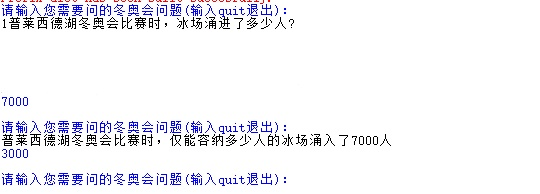 请输入您需要问的冬奥会问题(输入quit退出):
1普莱西德湖冬奥会比赛时，冰场涌进了多少人?
7000
请输入您需要问的冬奥会问题(输入quit退出):
普莱西德湖冬奥会比赛时，仅能容纳多少人的冰场涌入了7000人
3000
请输入您需要问的冬奥会问题(输入quit退出):